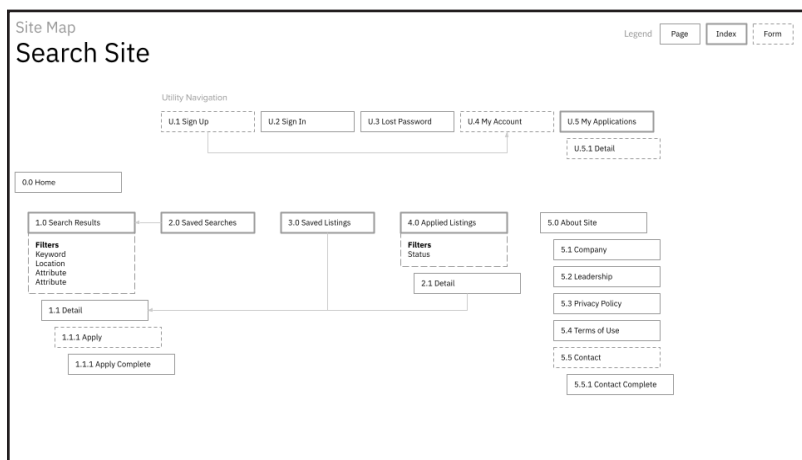 Site Map
Search Site
Legend
Page
Index
Form
Utility Navigation
U.1 Sign Up
U.2 Sign In
U.3 Lost Password
U.4 My Account
U.5 My Applications
U.5.1 Detail
0.0 Home
1.0 Search Results
2.0 Saved Searches
3.0 Saved Listings
4.0 Applied Listings
5.0 About Site
Filters
Keyword
Location
Attribute
Attribute
Filters
Status
5.1 Company
2.1 Detail
5.2 Leadership
1.1 Detail
5.3 Privacy Policy
1.1.1 Apply
5.4 Terms of Use
1.1.1 Apply Complete
5.5 Contact
5.5.1 Contact Complete